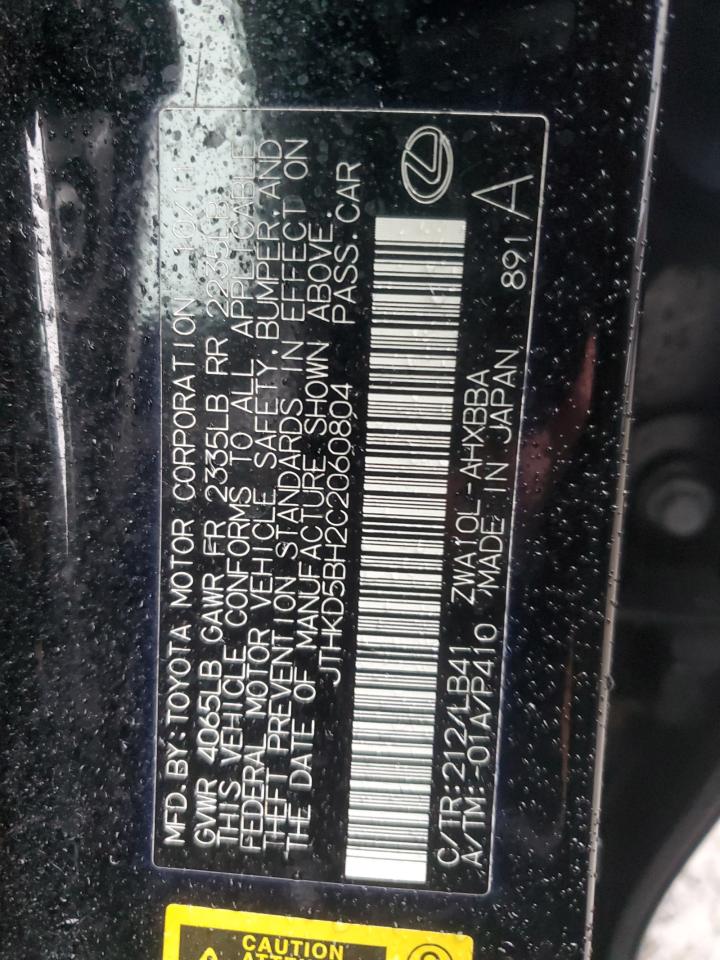 MFD.BY:TOYOTA MOTOR CORPORATION 10/11
GVWR 4065LB GAWR FR 2335LB RR 2235LB
THIS VEHICLE CONFORMS TO ALL APPLICABLE
FEDERAL MOTOR VEHICLE SAFETY, BUMPER, AND
THEFT PREVENTION STANDARDS IN EFFECT ON
THE DATE OF MANUFACTURE SHOWN ABOVE.
JTHKD5BH2C2060804 PASS.CAR
C/TR:212/LB41 ZWA10L-AHXBBA 891
A/TM:-01A/P410 MADE IN JAPAN A
CAUTION